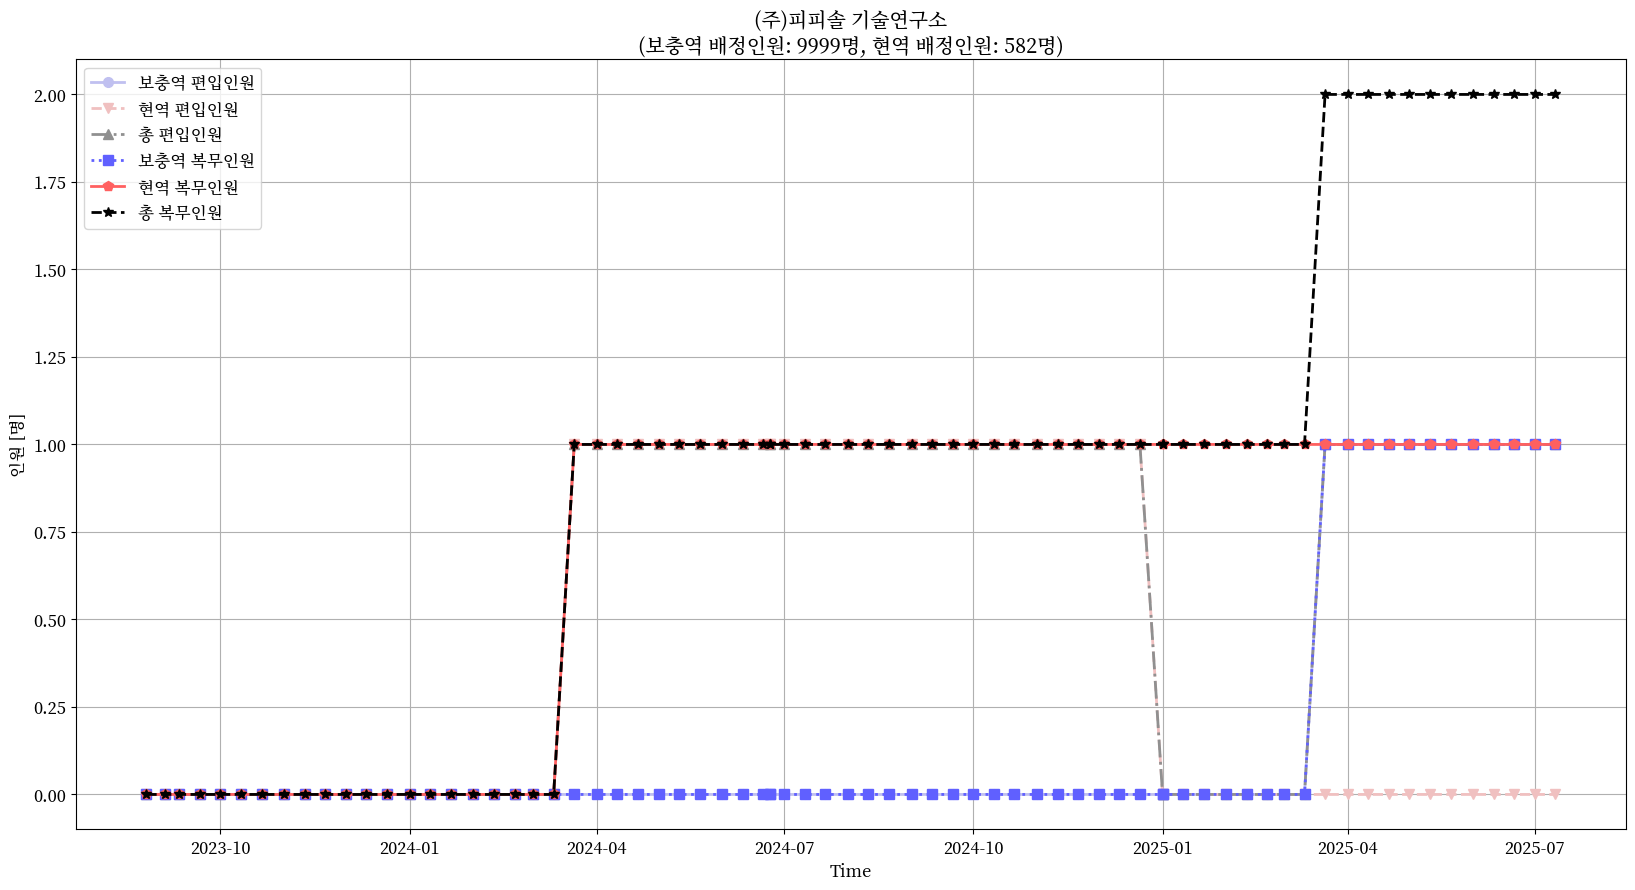 (주)피피솔 기술연구소
(보충역 배정인원: 9999명, 현역 배정인원: 582명)
보충역 편입인원
현역 편입인원
총 편입인원
보충역 복무인원
현역 복무인원
총 복무인원
2.00
1.75
1.50
1.25
1.00
0.75
0.50
0.25
0.00
인원 [명]
2023-10
2024-01
2024-04
2024-07
2024-10
2025-01
2025-04
2025-07
Time